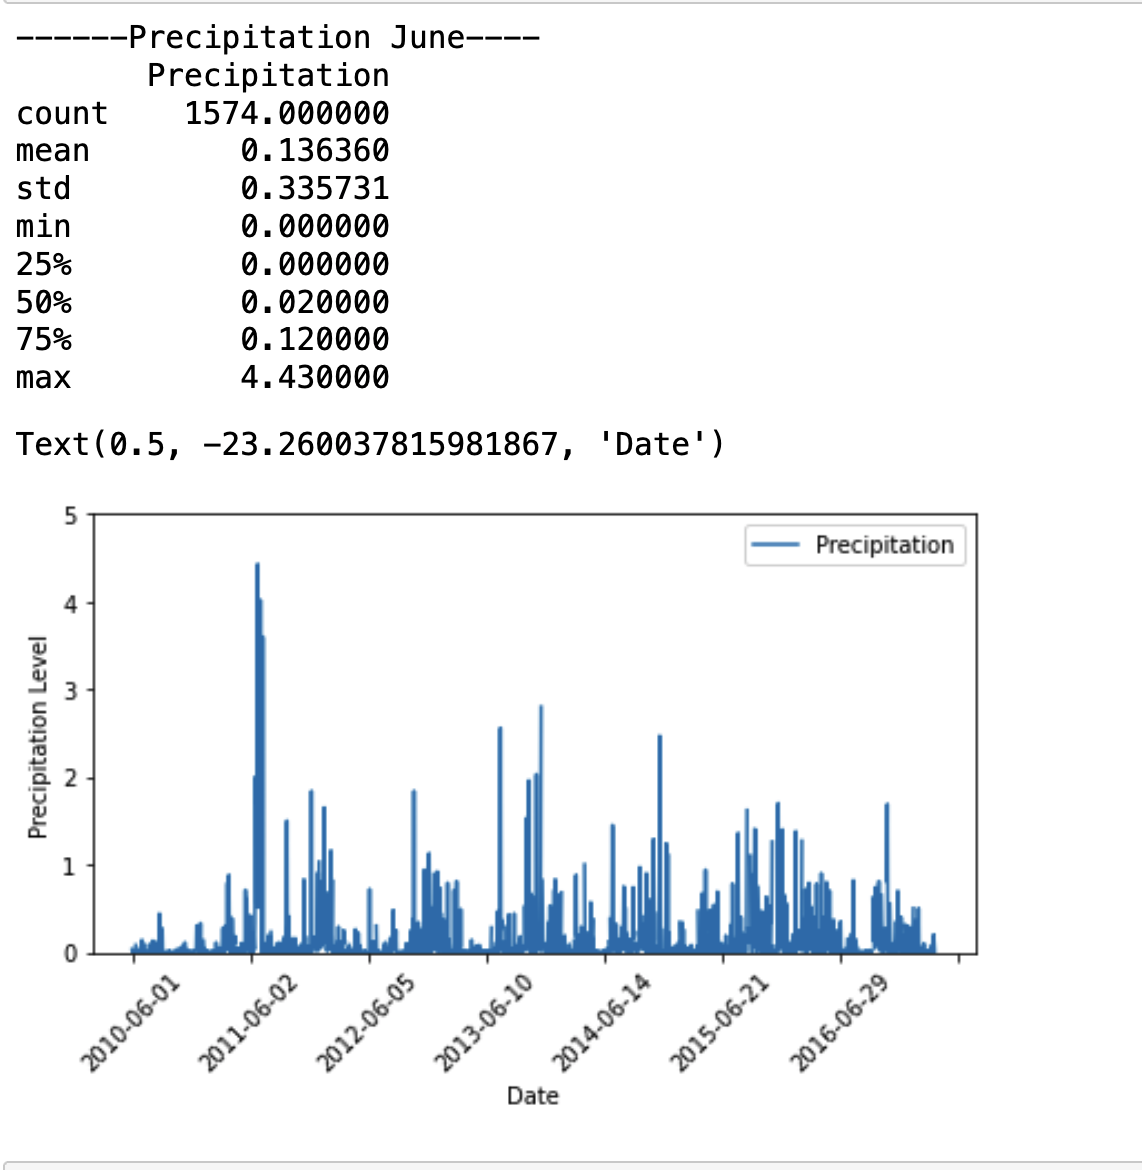 ------Precipitation June----
Precipitation
count 1574.000000
mean 0.136360
std 0.335731
min 0.000000
25% 0.000000
50% 0.020000
75% 0.120000
max 4.430000
Text(0.5, -23.260037815981867, 'Date')
Precipitation
Precipitation Level
5
4
3
2
1
0
2010-06-01
2011-06-02
2012-06-05
2013-06-10
2014-06-14
2015-06-21
2016-06-29
Date